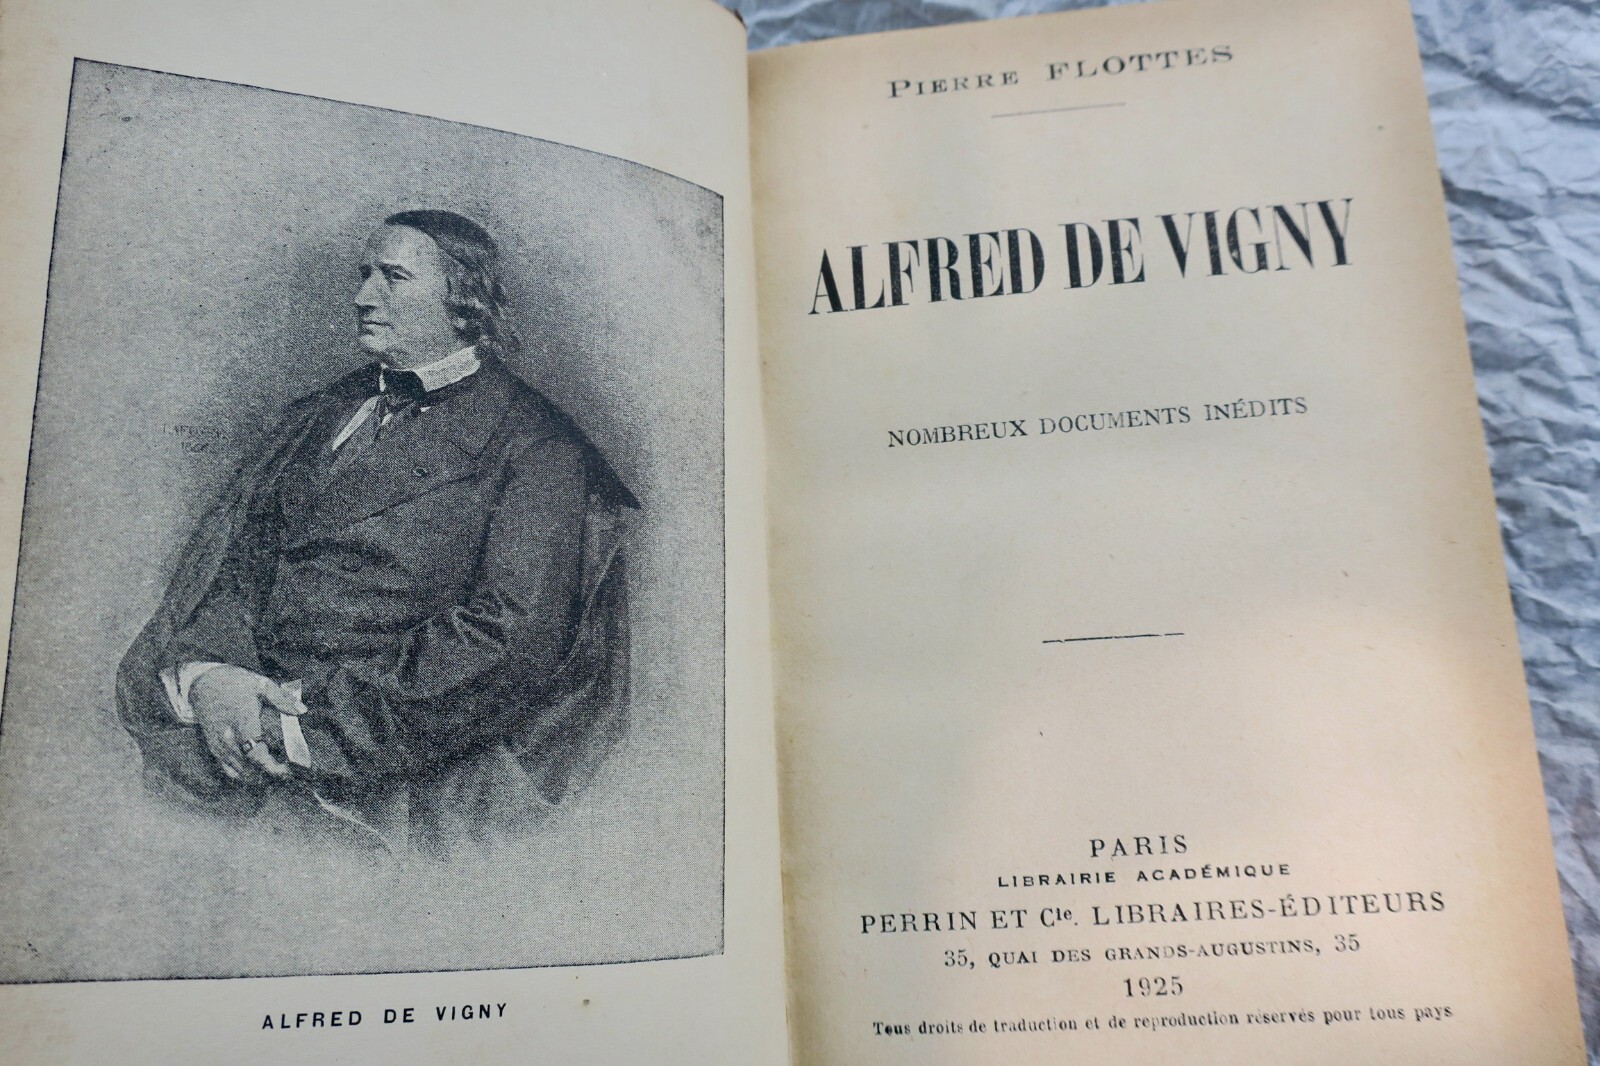 ALFRED DE VIGNY
PIERRE FLOTTES
ALFRED DE VIGNY
NOMBREUX DOCUMENTS INÉDITS
PARIS
LIBRAIRIE ACADÉMIQUE
PERRIN ET Cie, LIBRAIRES-ÉDITEURS
35, QUAI DES GRANDS-AUGUSTINS, 35
1925
Tous droits de traduction et de reproduction réservés pour tous pays